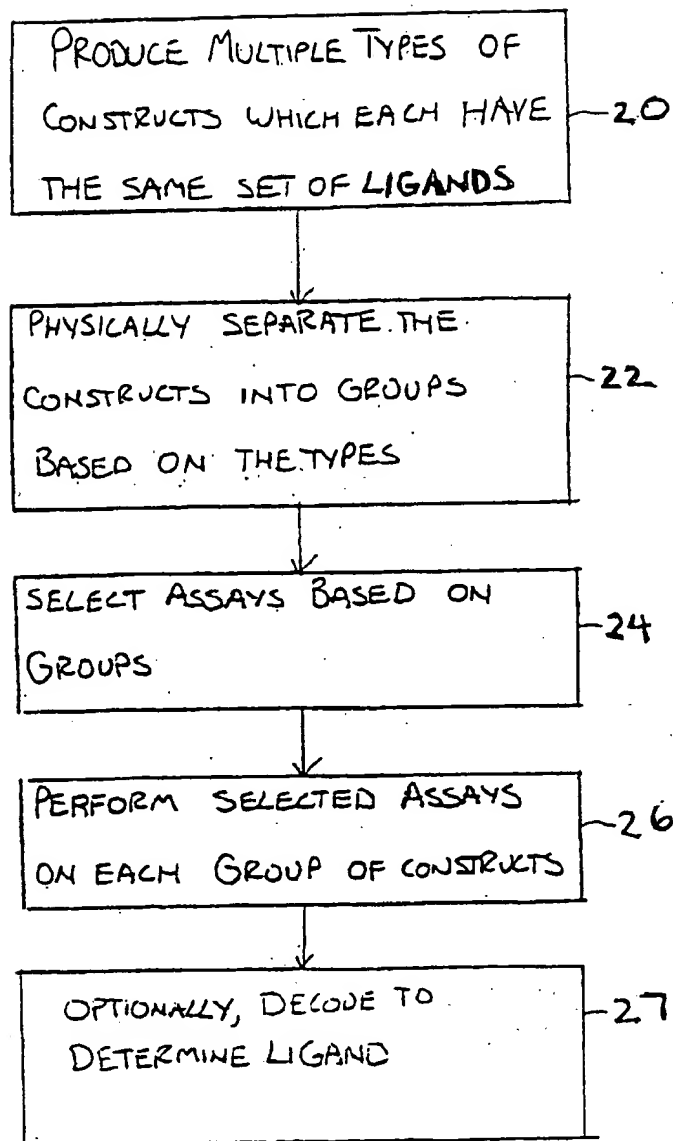 PRODUCE MULTIPLE TYPES OF
CONSTRUCTS WHICH EACH HAVE
THE SAME SET OF LIGANDS
20
PHYSICALLY SEPARATE THE
CONSTRUCTS INTO GROUPS
BASED ON THE TYPES
22
SELECT ASSAYS BASED ON
GROUPS
24
PERFORM SELECTED ASSAYS
ON EACH GROUP OF CONSTRUCTS
26
OPTIONALLY, DECODE TO
DETERMINE LIGAND
27